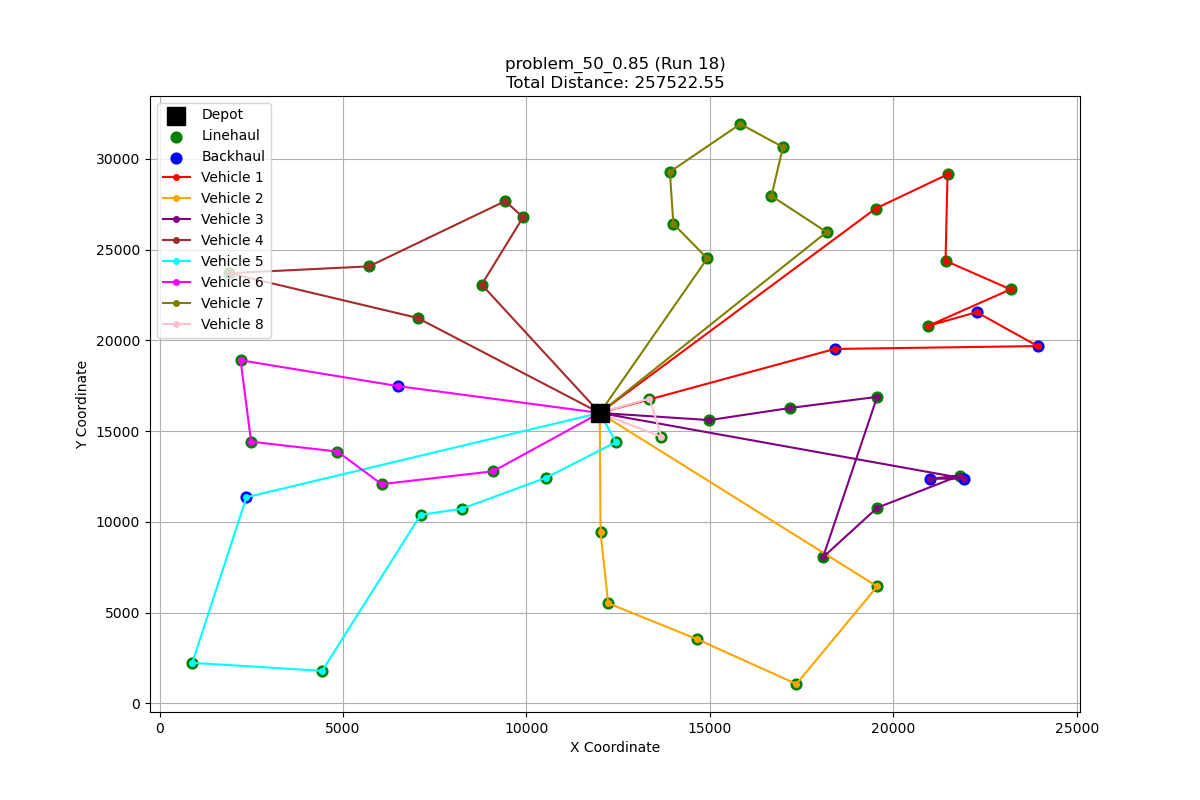 problem_50_0.85 (Run 18)
Total Distance: 257522.55
Depot
Linehaul
Backhaul
Vehicle 1
Vehicle 2
Vehicle 3
Vehicle 4
Vehicle 5
Vehicle 6
Vehicle 7
Vehicle 8
30000
25000
20000
15000
10000
5000
0
Y Coordinate
0
5000
10000
15000
20000
25000
X Coordinate